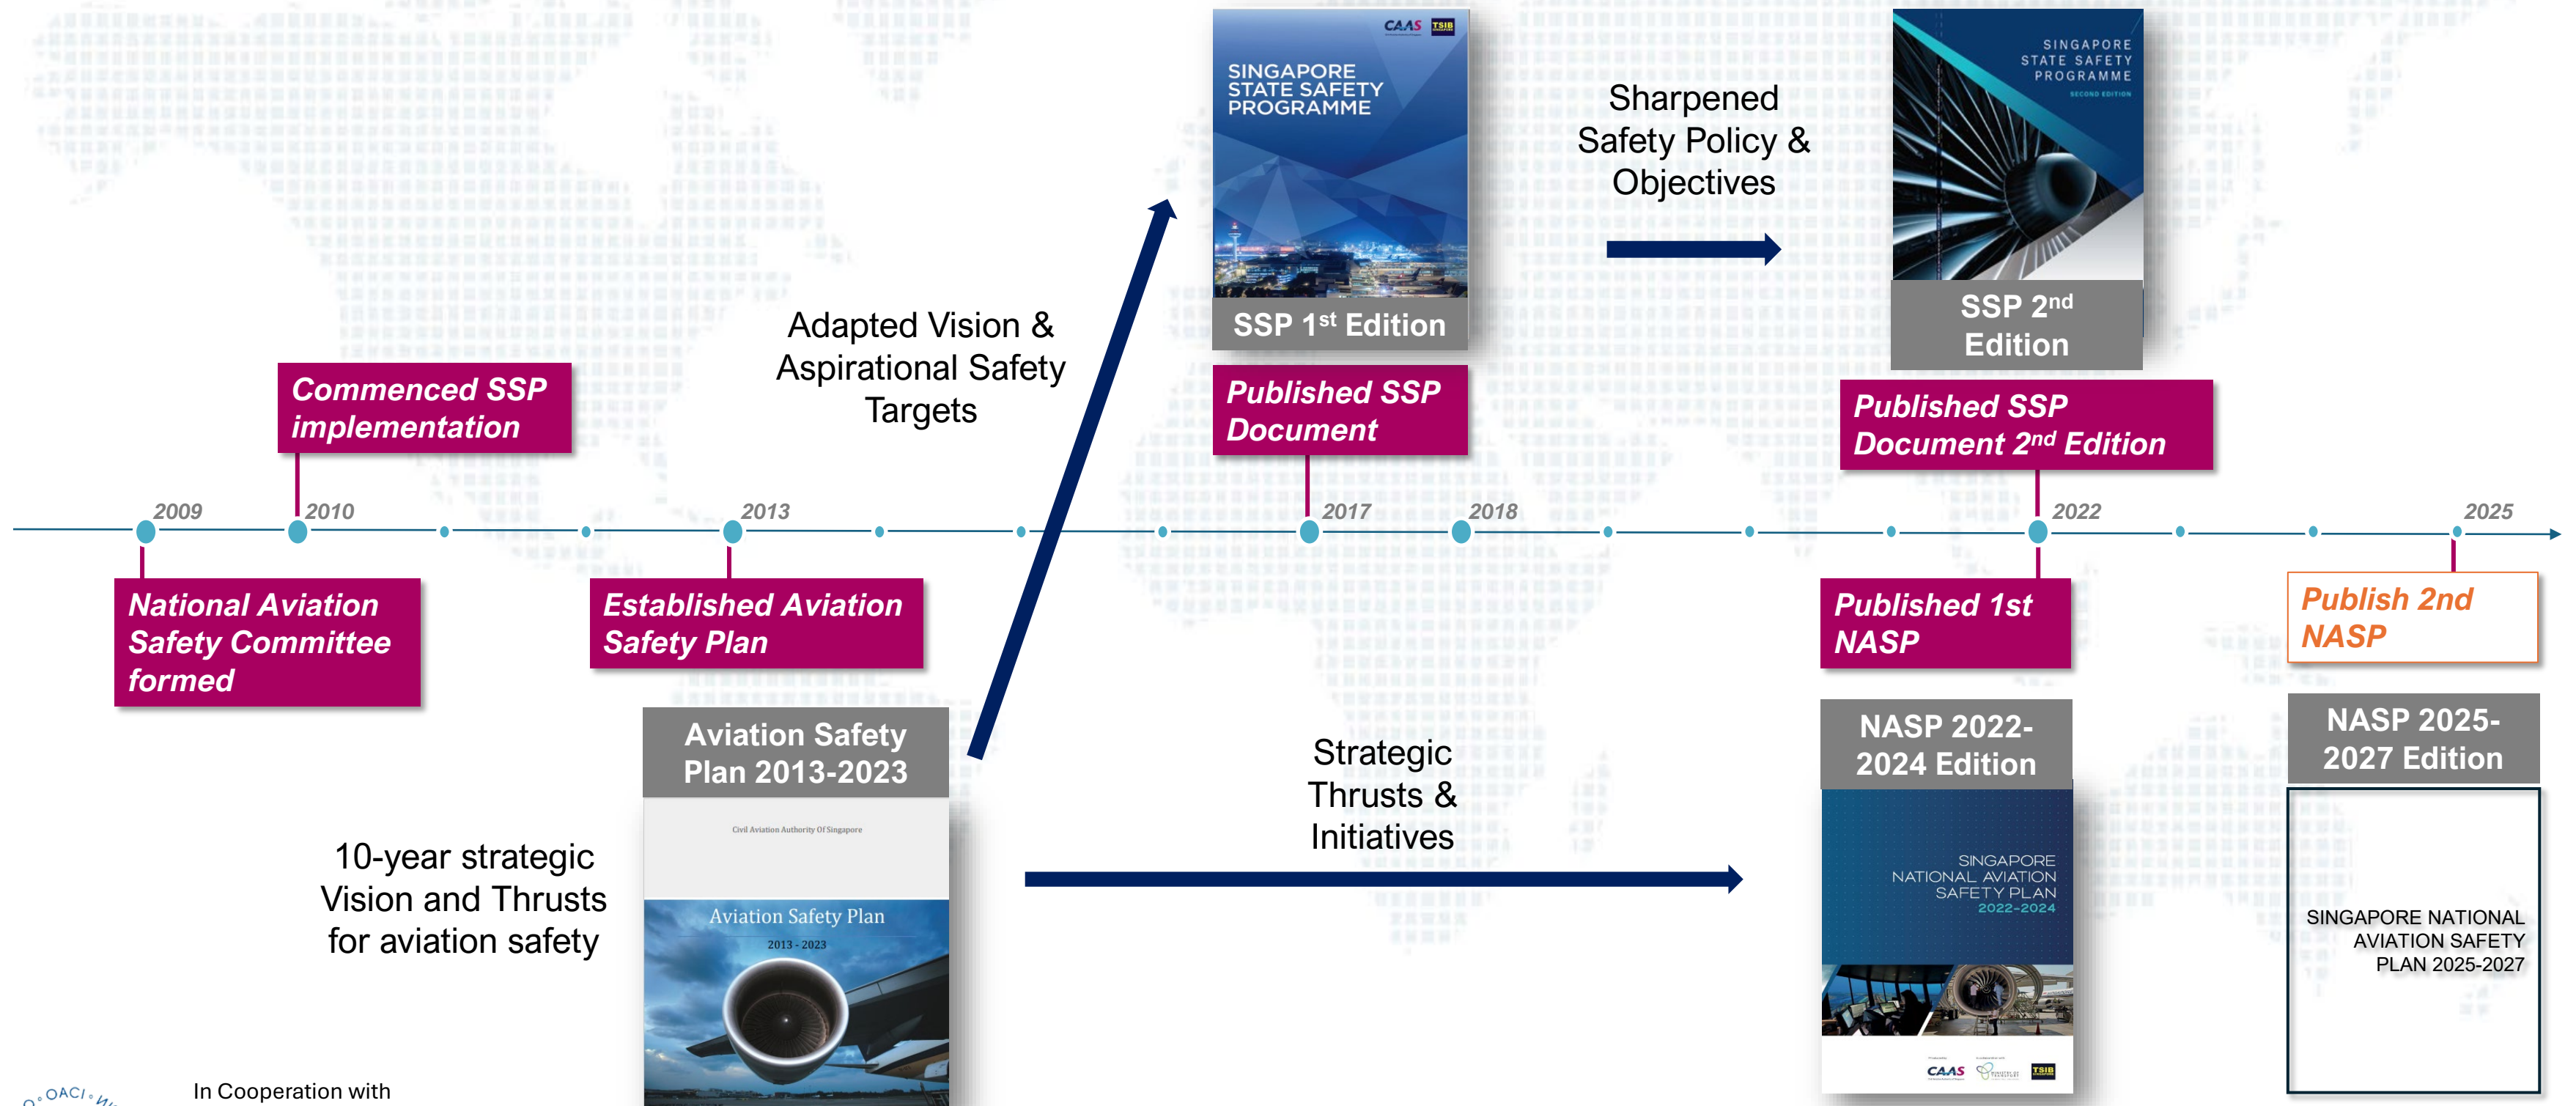 CAAS
TSIB
SINGAPORE
SINGAPORE
STATE SAFETY
PROGRAMME
SSP 1st Edition
Sharpened
Safety Policy &
Objectives
SINGAPORE
STATE SAFETY
PROGRAMME
SECOND EDITION
SSP 2nd
Edition
Adapted Vision &
Aspirational Safety
Targets
Commenced SSP
implementation
Published SSP
Document
Published SSP
Document 2nd Edition
2009
2010
2013
2017
2018
2022
2025
National Aviation
Safety Committee
formed
Established Aviation
Safety Plan
Published 1st
NASP
Publish 2nd
NASP
Aviation Safety
Plan 2013-2023
Civil Aviation Authority Of Singapore
Aviation Safety Plan
2013 - 2023
10-year strategic
Vision and Thrusts
for aviation safety
Strategic
Thrusts &
Initiatives
NASP 2022-
2024 Edition
SINGAPORE
NATIONAL AVIATION
SAFETY PLAN
2022-2024
CAAS
MINISTRY OF
TRANSPORT
TSIB
SINGAPORE
NASP 2025-
2027 Edition
SINGAPORE NATIONAL
AVIATION SAFETY
PLAN 2025-2027
OACI
In Cooperation with